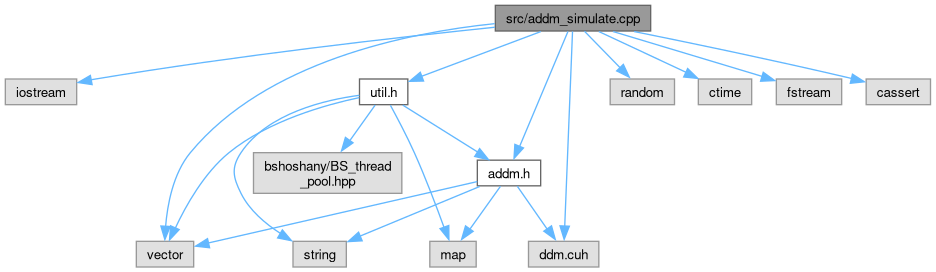 src/addm_simulate.cpp
iostream
util.h
random
ctime
fstream
cassert
bshoshany/BS_thread
_pool.hpp
addm.h
vector
string
map
ddm.cuh